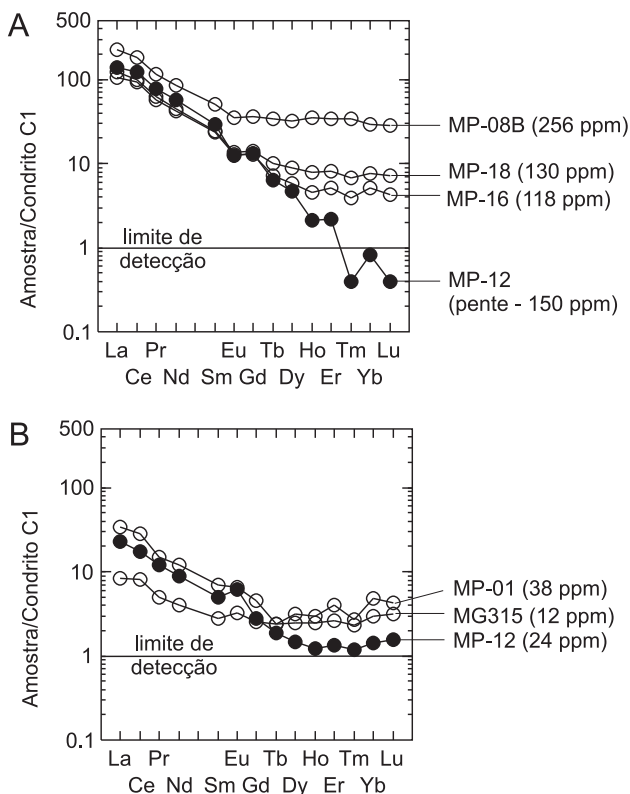 A
Amostra/Condrito C1
500
100
10
1
0.1
limite de
detecção
MP-08B (256 ppm)
MP-18 (130 ppm)
MP-16 (118 ppm)
MP-12
(pente - 150 ppm)
La Pr Eu Tb Ho Tm Lu
Ce Nd Sm Gd Dy Er Yb
B
Amostra/Condrito C1
500
100
10
1
0.1
limite de
detecção
MP-01 (38 ppm)
MG315 (12 ppm)
MP-12 (24 ppm)
La Pr Eu Tb Ho Tm Lu
Ce Nd Sm Gd Dy Er Yb